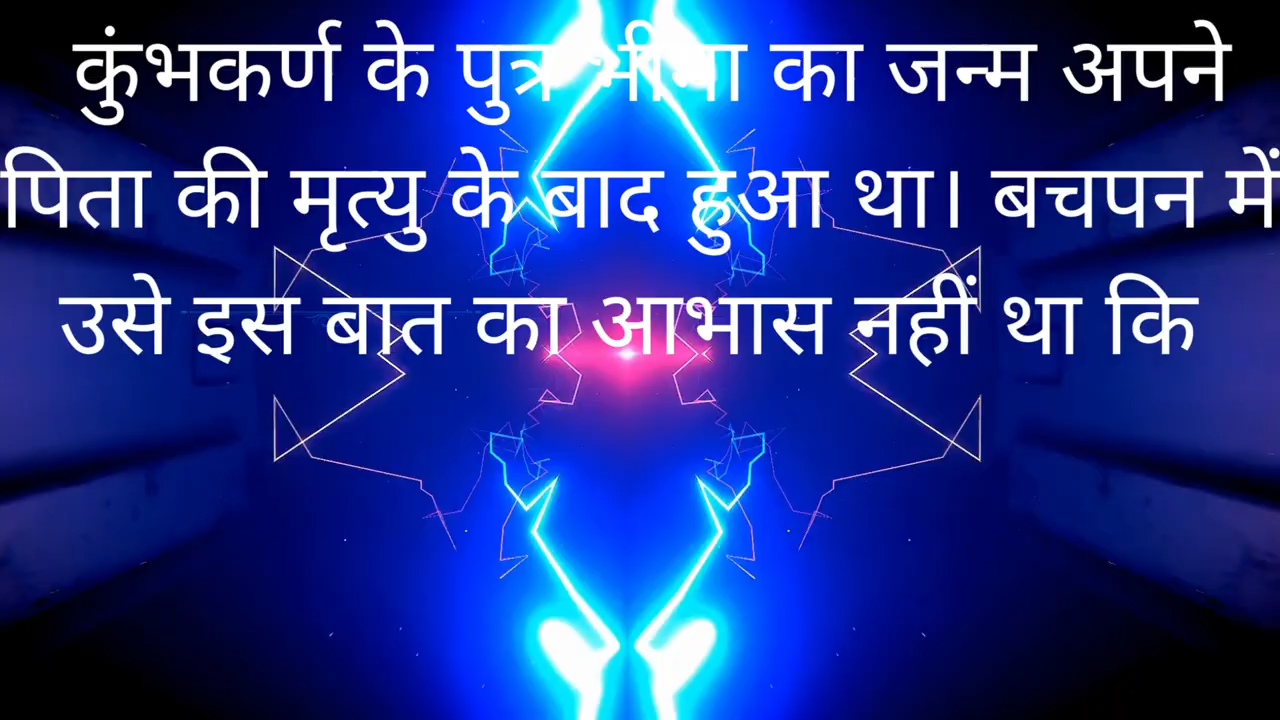 कुंभकर्ण के पुत्र भीमा का जन्म अपने
पिता की मृत्यु के बाद हुआ था। बचपन में
उसे इस बात का आभास नहीं था कि